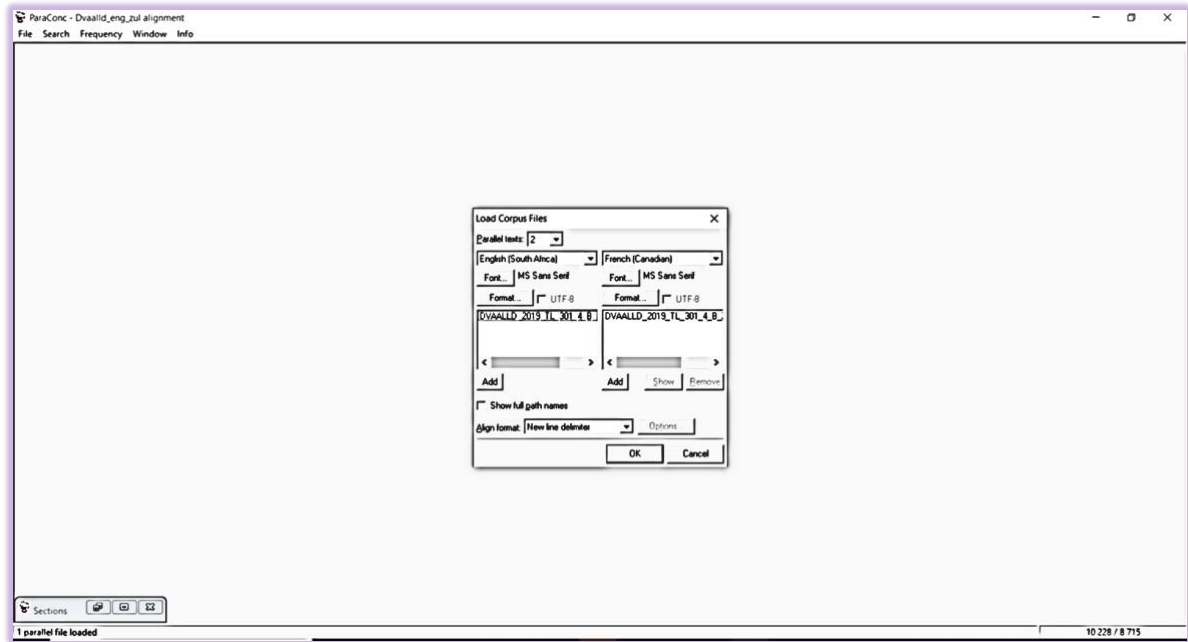 ParaConc - Dvaalld_eng_zul alignment
File Search Frequency Window Info
Load Corpus Files
Parallel texts: 2
English (South Africa) French (Canadian)
Font... MS Sans Serif Font... MS Sans Serif
Format... UTF-8 Format... UTF-8
DVAALLD_2019_TL_301_4_B_ DVAALLD_2019_TL_301_4_B_
Add Add Show Remove
Show full path names
Align format: New line delimiter Options
OK Cancel
Sections
1 parallel file loaded 10 228 / 8 715